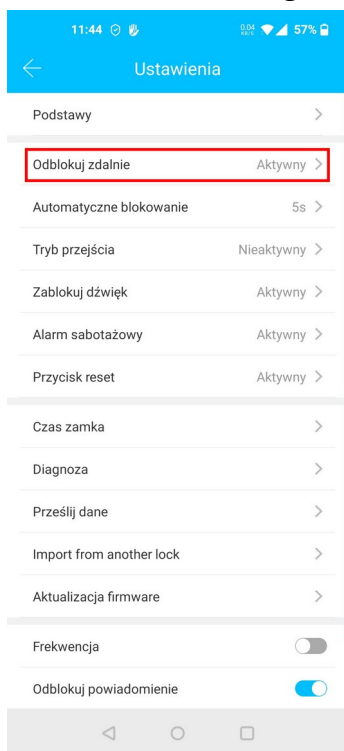 11:44 0.04 KB/S 57%
Ustawienia
Podstawy
Odblokuj zdalnie Aktywny
Automatyczne blokowanie 5s
Tryb przejścia Nieaktywny
Zablokuj dźwięk Aktywny
Alarm sabotażowy Aktywny
Przycisk reset Aktywny
Czas zamka
Diagnoza
Prześlij dane
Import from another lock
Aktualizacja firmware
Frekwencja
Odblokuj powiadomienie